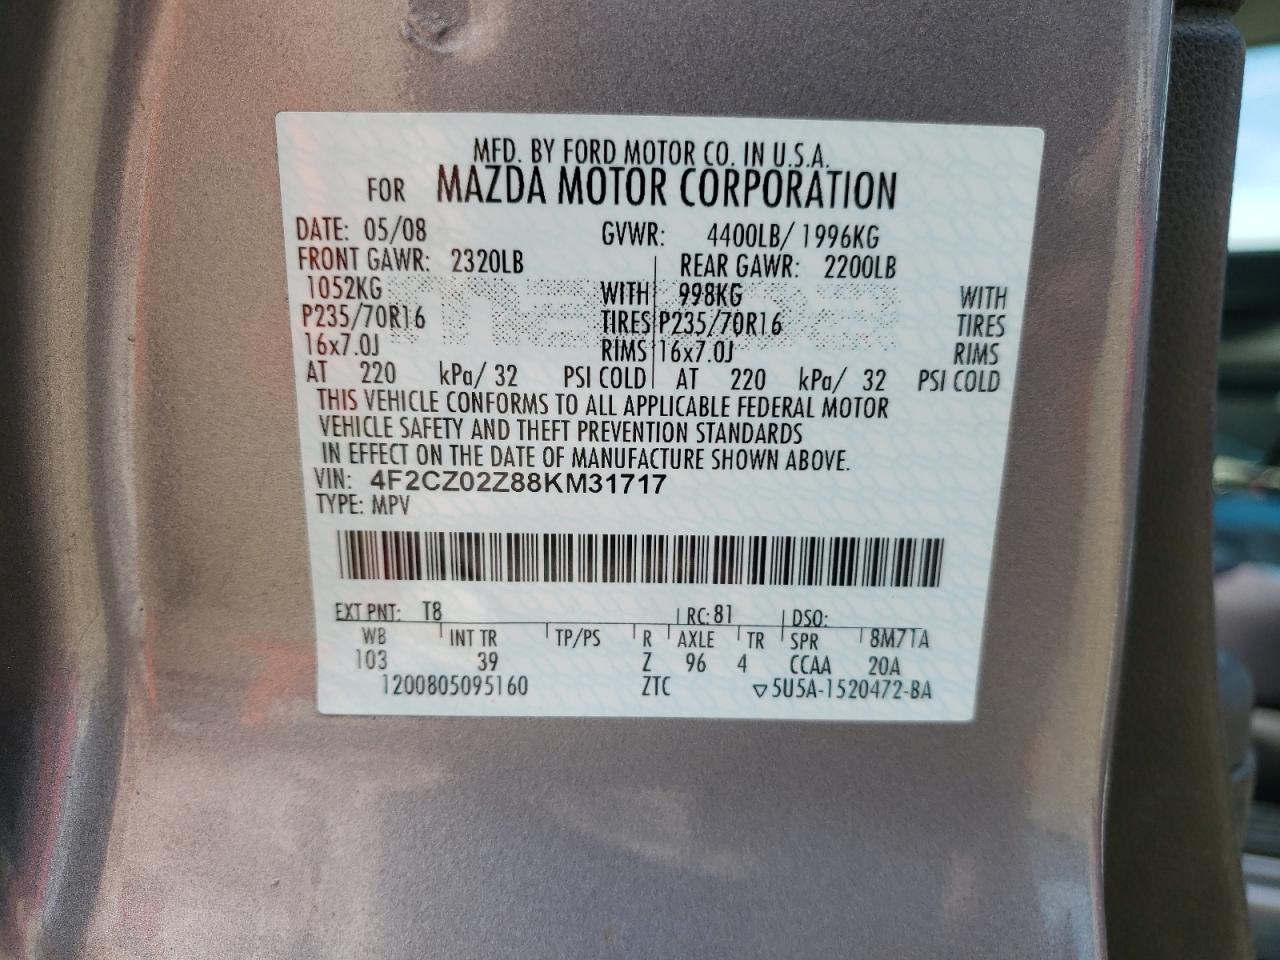 MFD. BY FORD MOTOR CO. IN U.S.A.
FOR MAZDA MOTOR CORPORATION
DATE: 05/08 GVWR: 4400LB/ 1996KG
FRONT GAWR: 2320LB REAR GAWR: 2200LB
1052KG WITH 998KG WITH
P235/70R16 TIRES P235/70R16 TIRES
16x7.0J RIMS 16x7.0J RIMS
AT 220 kPa/ 32 PSI COLD AT 220 kPa/ 32 PSI COLD
THIS VEHICLE CONFORMS TO ALL APPLICABLE FEDERAL MOTOR
VEHICLE SAFETY AND THEFT PREVENTION STANDARDS
IN EFFECT ON THE DATE OF MANUFACTURE SHOWN ABOVE.
VIN: 4F2CZ02Z88KM31717
TYPE: MPV
EXT PNT: T8 RC: 81 DSO:
WB INT TR TP/PS R AXLE TR SPR 8M71A
103 39 Z 96 4 CCAA 20A
1200805095160 ZTC ▽5U5A-1520472-BA